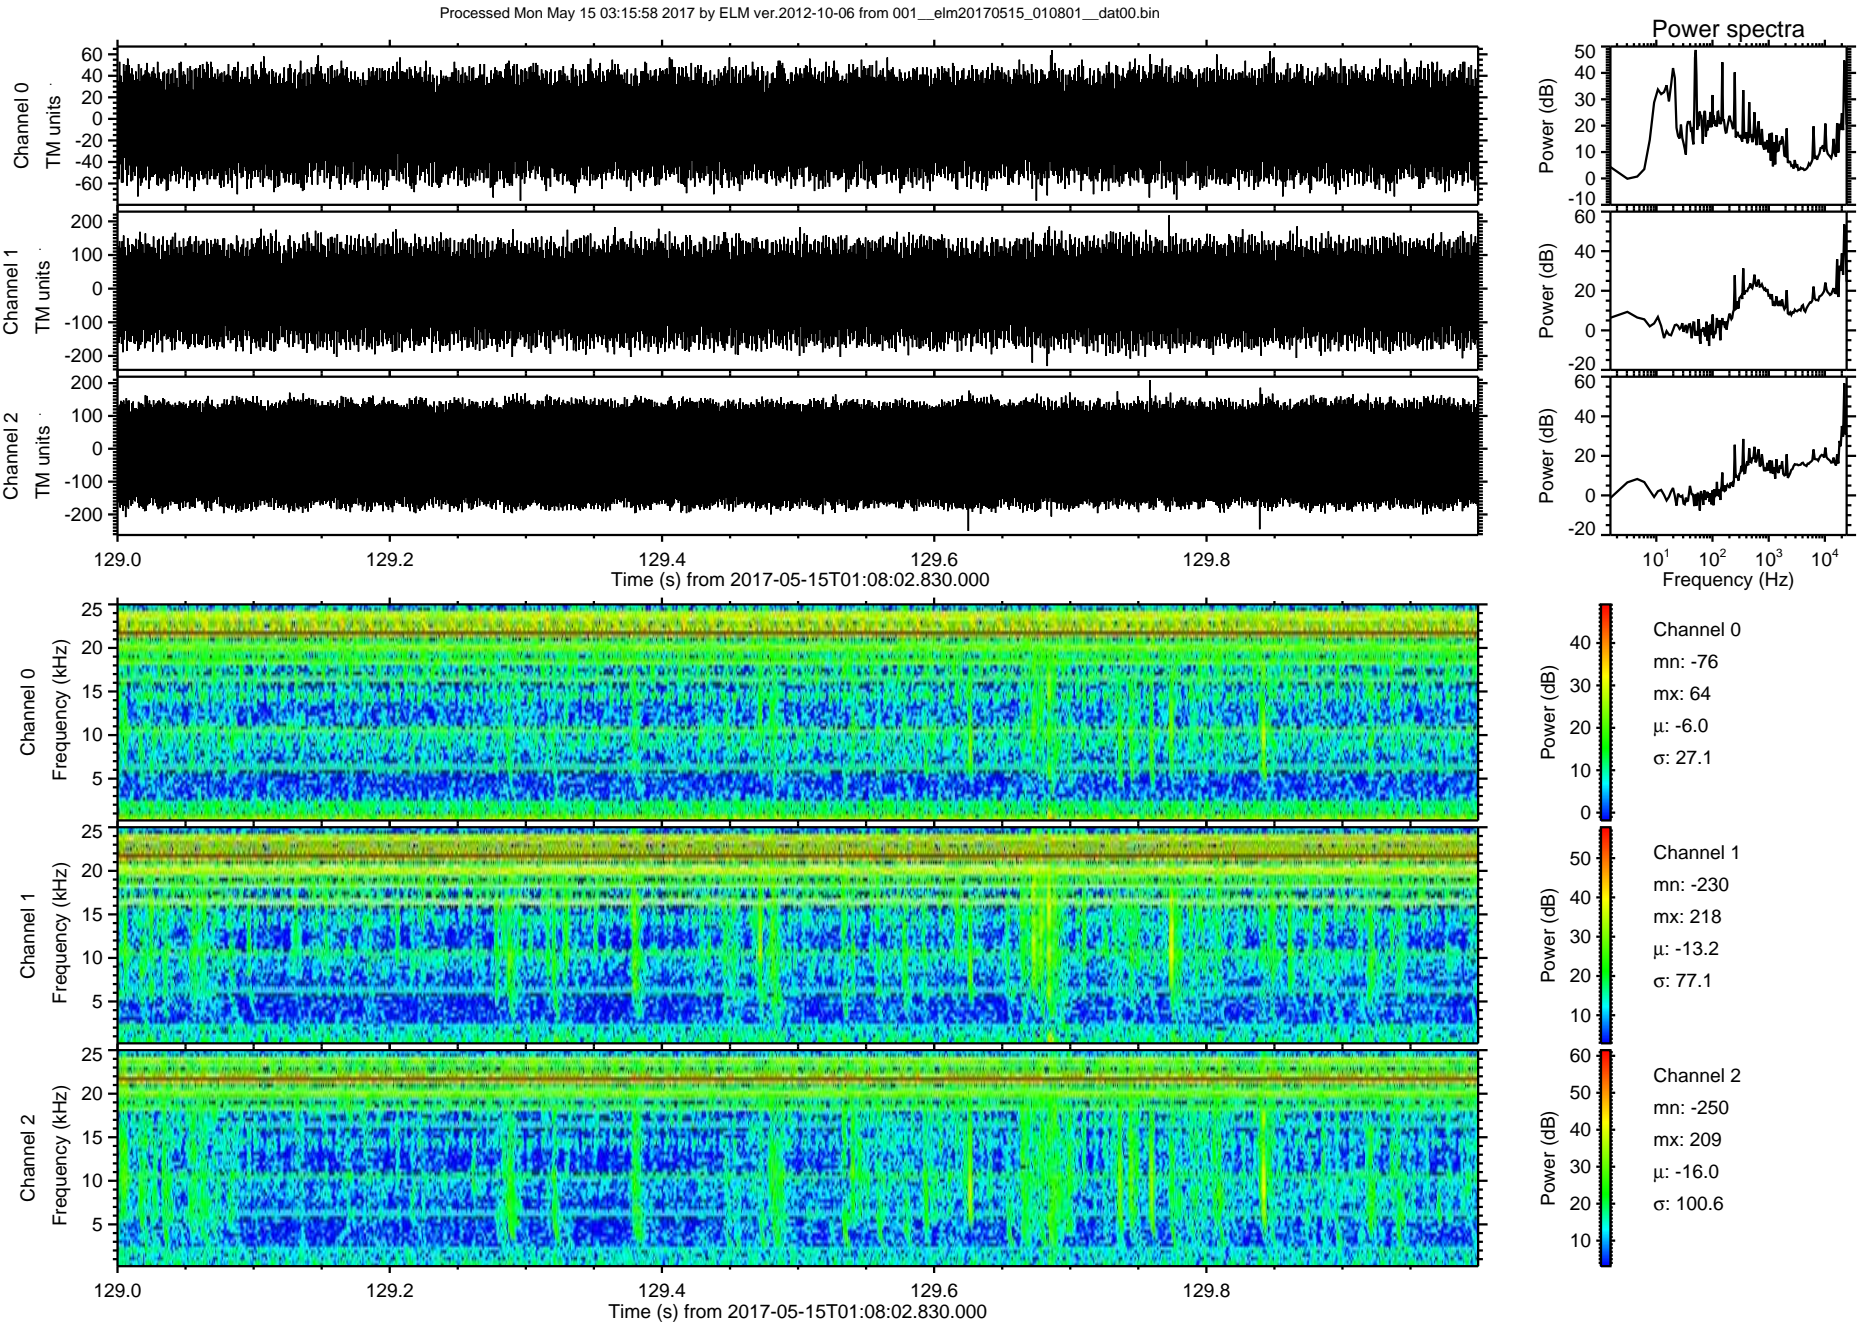 Processed Mon May 15 03:15:58 2017 by ELM ver.2012-10-06 from 001__elm20170515_010801__dat00.bin
Power spectra
Channel 0
TM units
60
40
20
0
-20
-40
-60
Power (dB)
50
40
30
20
10
0
-10
Channel 1
TM units
200
100
0
-100
-200
Power (dB)
60
40
20
0
-20
Channel 2
TM units
200
100
0
-100
-200
Power (dB)
60
40
20
0
-20
129.0 129.2 129.4 129.6 129.8
Time (s) from 2017-05-15T01:08:02.830.000
10¹ 10² 10³ 10⁴
Frequency (Hz)
Channel 0
Frequency (kHz)
25
20
15
10
5
Power (dB)
40
30
20
10
0
Channel 0
mn: -76
mx: 64
μ: -6.0
σ: 27.1
Channel 1
Frequency (kHz)
25
20
15
10
5
Power (dB)
50
40
30
20
10
Channel 1
mn: -230
mx: 218
μ: -13.2
σ: 77.1
Channel 2
Frequency (kHz)
25
20
15
10
5
Power (dB)
60
50
40
30
20
10
Channel 2
mn: -250
mx: 209
μ: -16.0
σ: 100.6
129.0 129.2 129.4 129.6 129.8
Time (s) from 2017-05-15T01:08:02.830.000